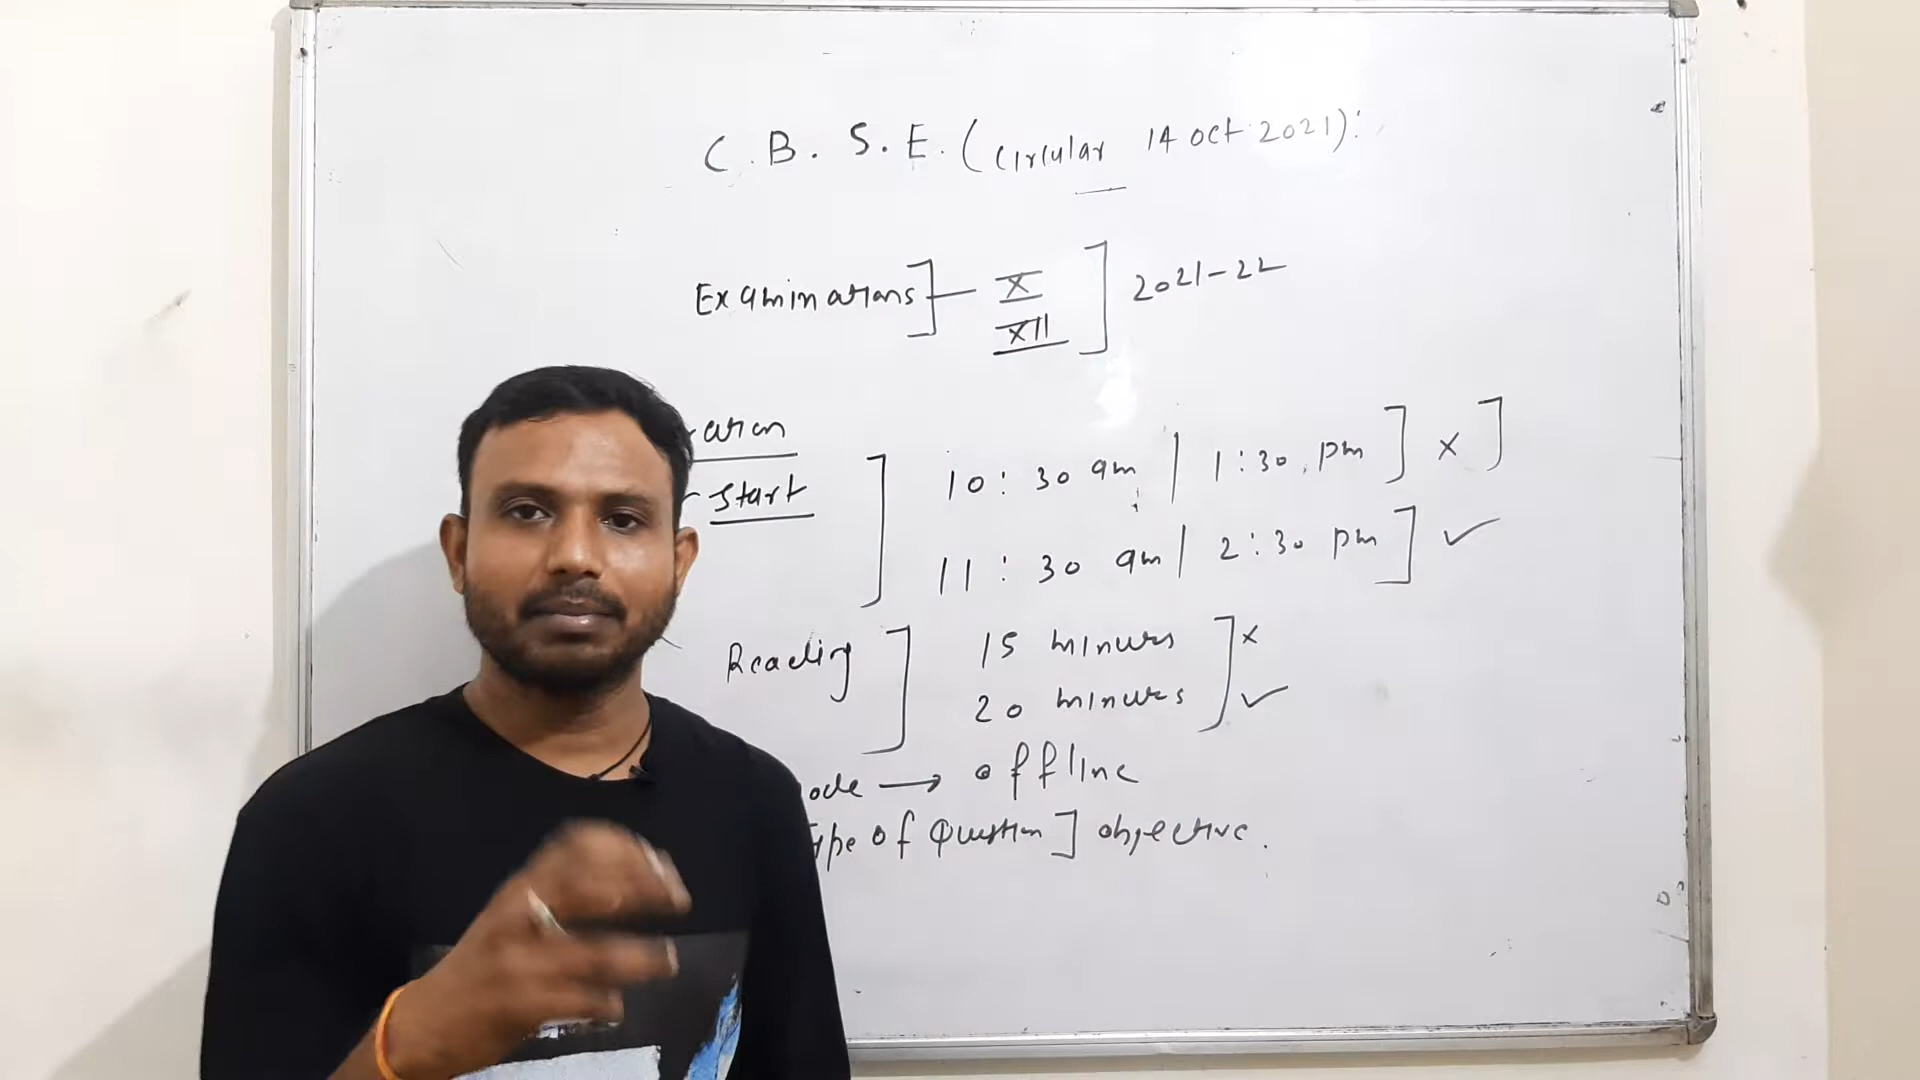 C.B.S.E. (Circular 14 Oct 2021):
Examinations] — X ] 2021-22
XII
10:30 am | 1:30 pm ] × ]
Start ]
11:30 am | 2:30 pm ] ✓
Reading ] 15 minutes ] ×
20 minutes ] ✓
ode → offline
ype of Question ] objective.